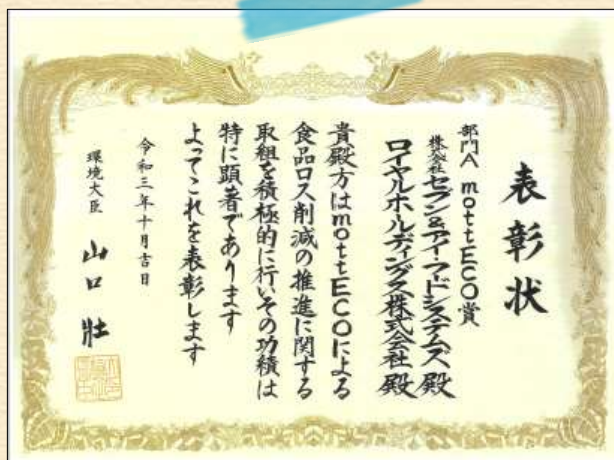 表彰状
部門A mottECO賞
株式会社セブン&アイ・フードシステムズ 殿
ロイヤルホールディングス株式会社 殿
貴殿方はmottECOによる
食品ロス削減の推進に関する
取組を積極的に行いその功績は
特に顕著であります
よってこれを表彰します
令和三年十月吉日
環境大臣 山口 壯